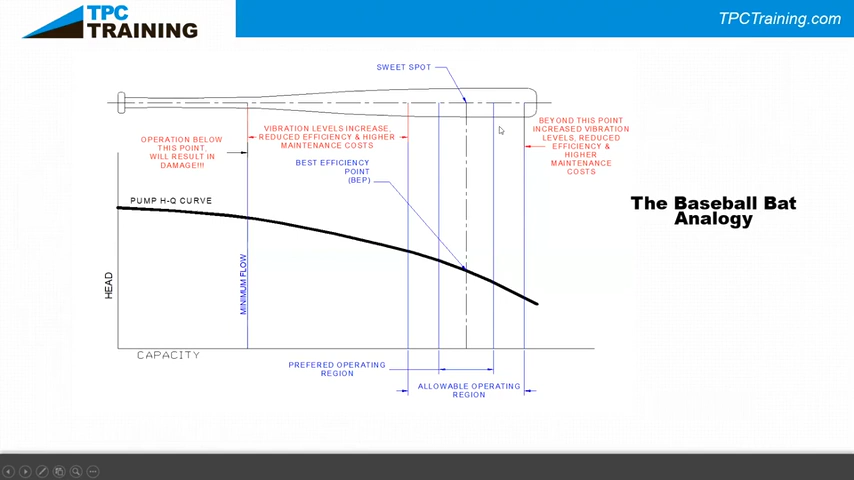 TPC
TRAINING
TPCTraining.com
SWEET SPOT
OPERATION BELOW
THIS POINT,
WILL RESULT IN
DAMAGE!!!
VIBRATION LEVELS INCREASE,
REDUCED EFFICIENCY & HIGHER
MAINTENANCE COSTS
BEYOND THIS POINT
INCREASED VIBRATION
LEVELS, REDUCED
EFFICIENCY &
HIGHER
MAINTENANCE
COSTS
BEST EFFICIENCY
POINT
(BEP)
The Baseball Bat
Analogy
PUMP H-Q CURVE
HEAD
MINIMUM FLOW
CAPACITY
PREFERED OPERATING
REGION
ALLOWABLE OPERATING
REGION